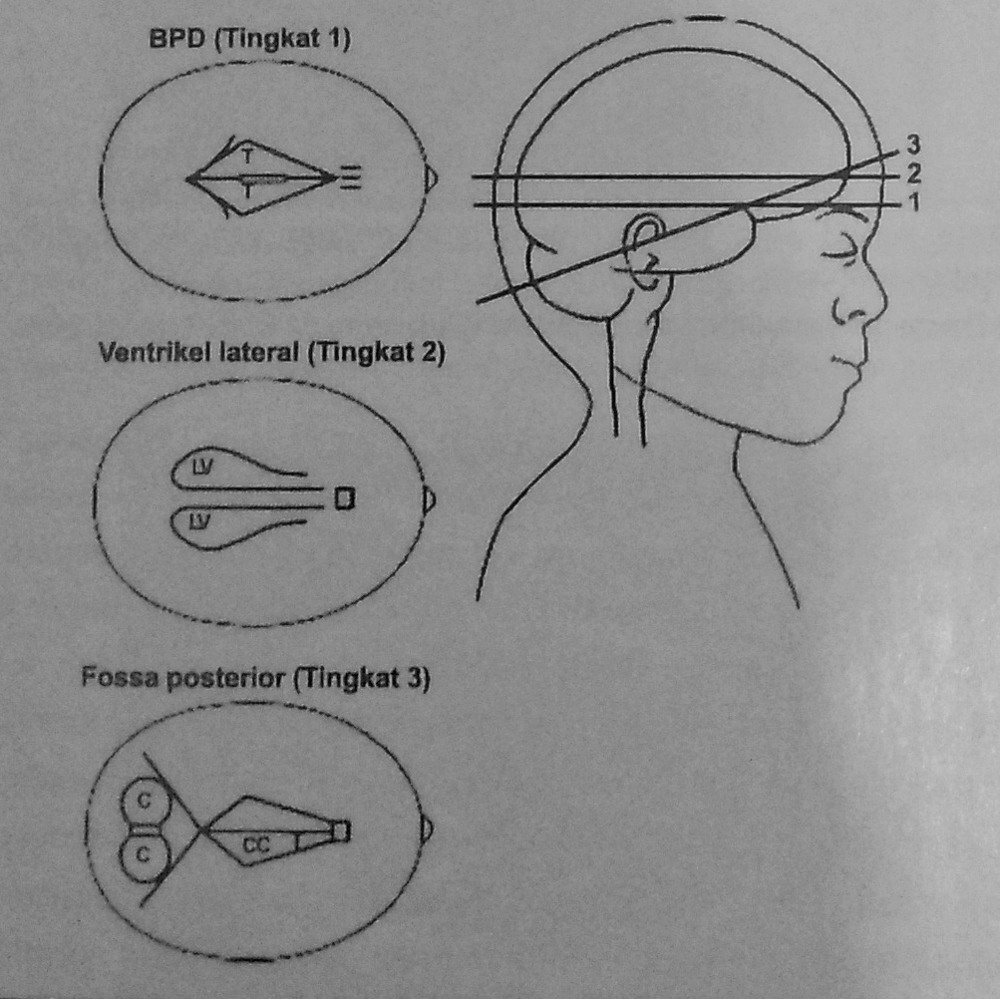 BPD (Tingkat 1)
T
T
3
2
1
Ventrikel lateral (Tingkat 2)
LV
LV
Fossa posterior (Tingkat 3)
C
C
CC